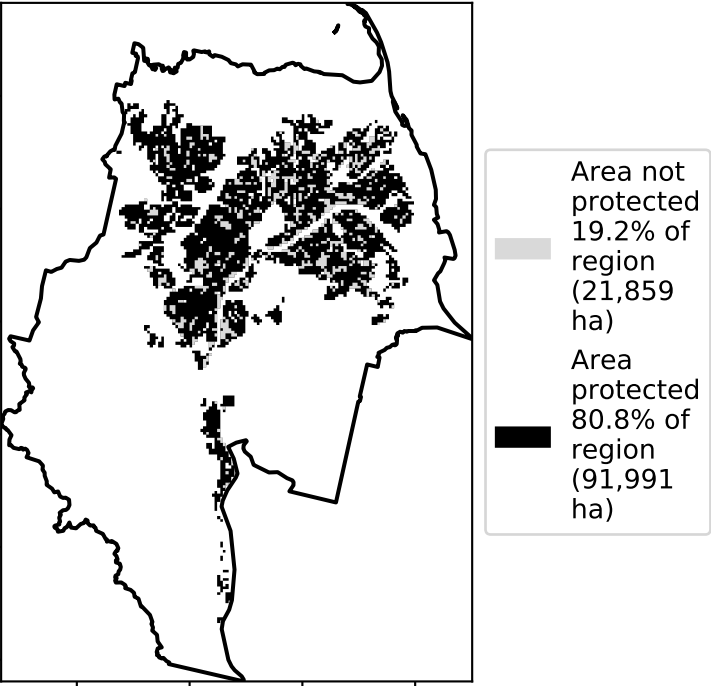 Area not
protected
19.2% of
region
(21,859
ha)
Area
protected
80.8% of
region
(91,991
ha)